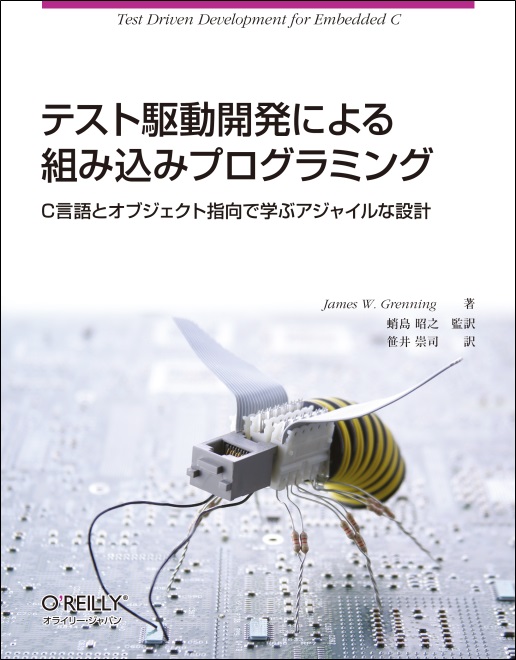 Test Driven Development for Embedded C
テスト駆動開発による
組み込みプログラミング
C言語とオブジェクト指向で学ぶアジャイルな設計
James W. Grenning 著
蛸島 昭之 監訳
笹井 崇司 訳
O'REILLY®
オライリー・ジャパン